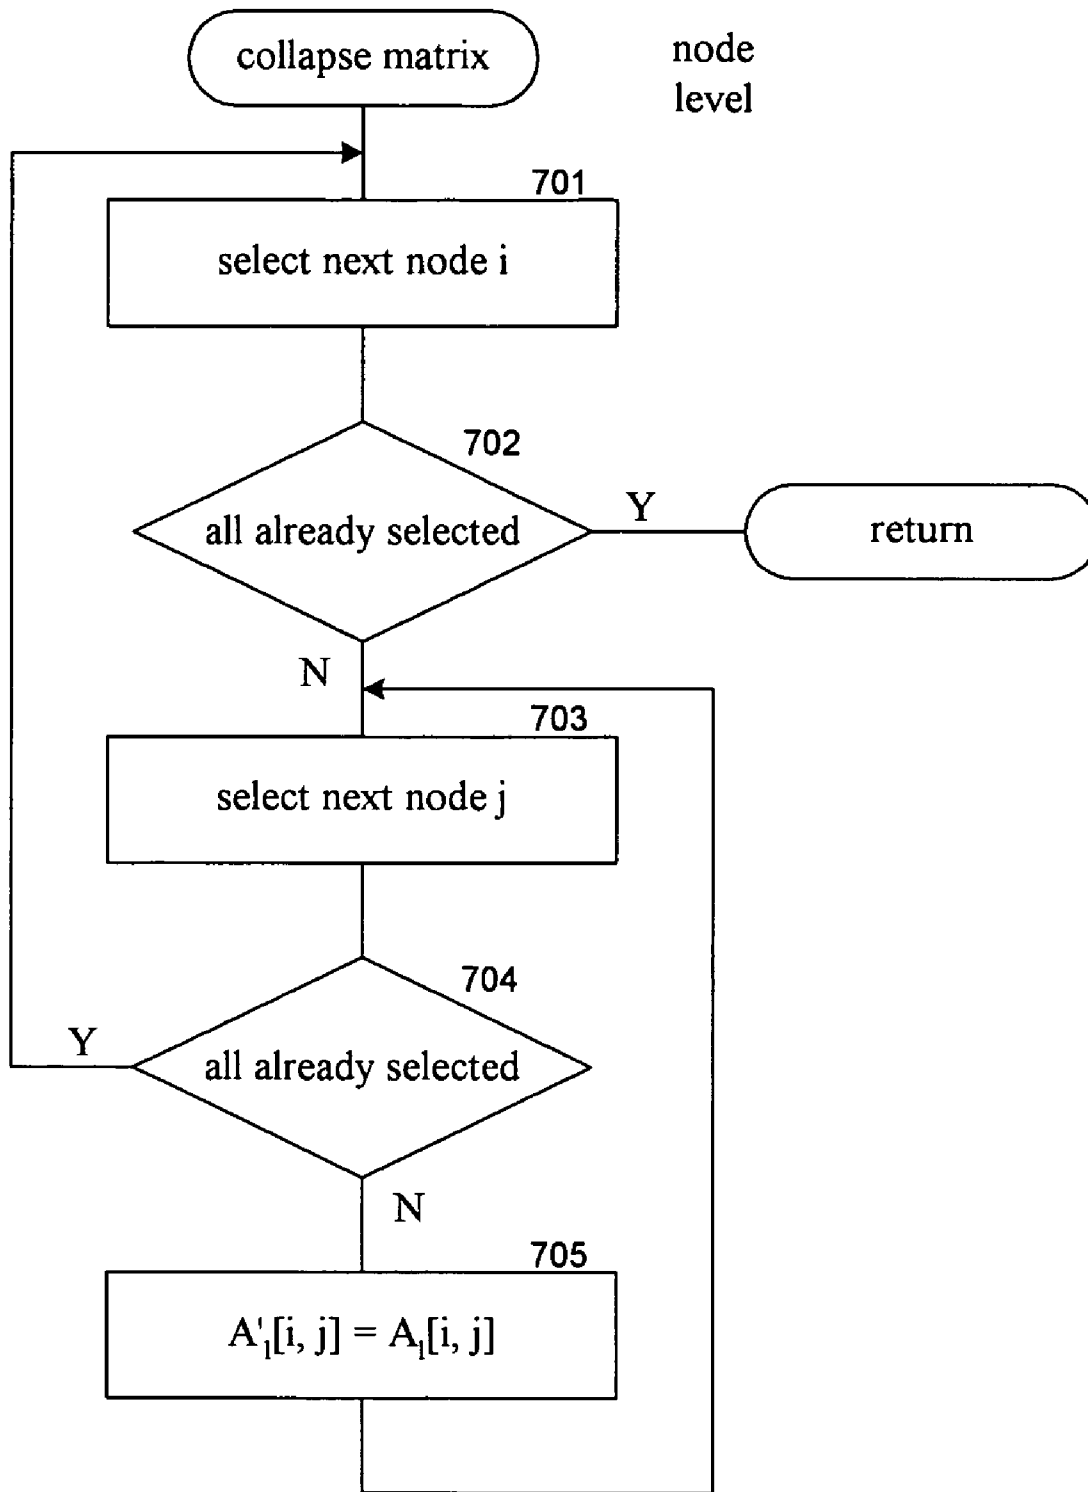 collapse matrix
node
level
701
select next node i
702
all already selected
Y
return
N
703
select next node j
704
Y
all already selected
N
705
A'ₗ[i, j] = Aₗ[i, j]